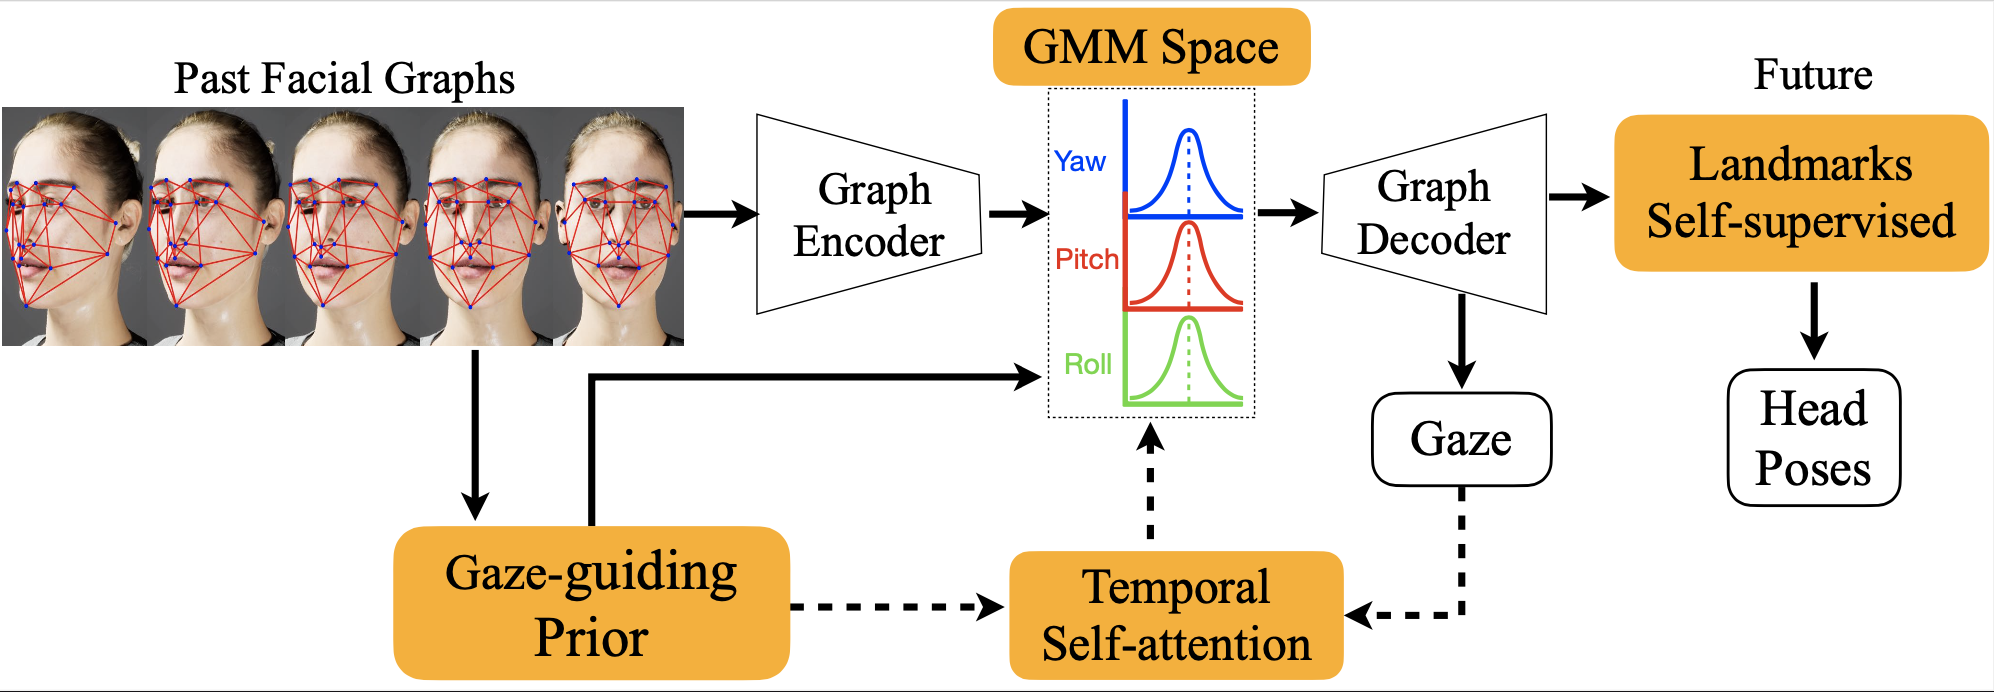 Past Facial Graphs
Graph
Encoder
GMM Space
Yaw
Pitch
Roll
Graph
Decoder
Future
Landmarks
Self-supervised
Head
Poses
Gaze
Gaze-guiding
Prior
Temporal
Self-attention